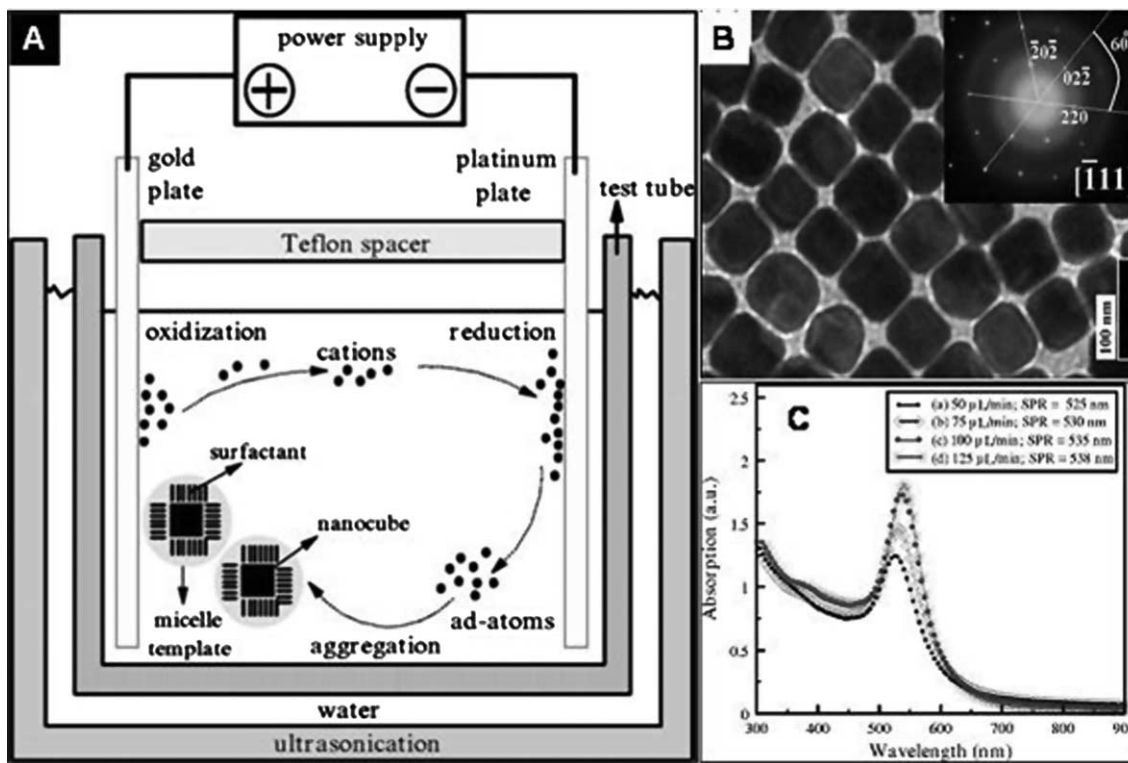 A
power supply
+
−
gold
plate
platinum
plate
test tube
Teflon spacer
oxidization
reduction
cations
surfactant
nanocube
micelle
template
aggregation
ad-atoms
water
ultrasonication
B
2̄02̄
022̄
220
60°
[1̄11
100 nm
C
(a) 50 μL/min; SPR = 525 nm
(b) 75 μL/min; SPR = 530 nm
(c) 100 μL/min; SPR = 535 nm
(d) 125 μL/min; SPR = 538 nm
Absorption (a.u.)
2.5
2
1.5
1
0.5
0
300 400 500 600 700 800 900
Wavelength (nm)